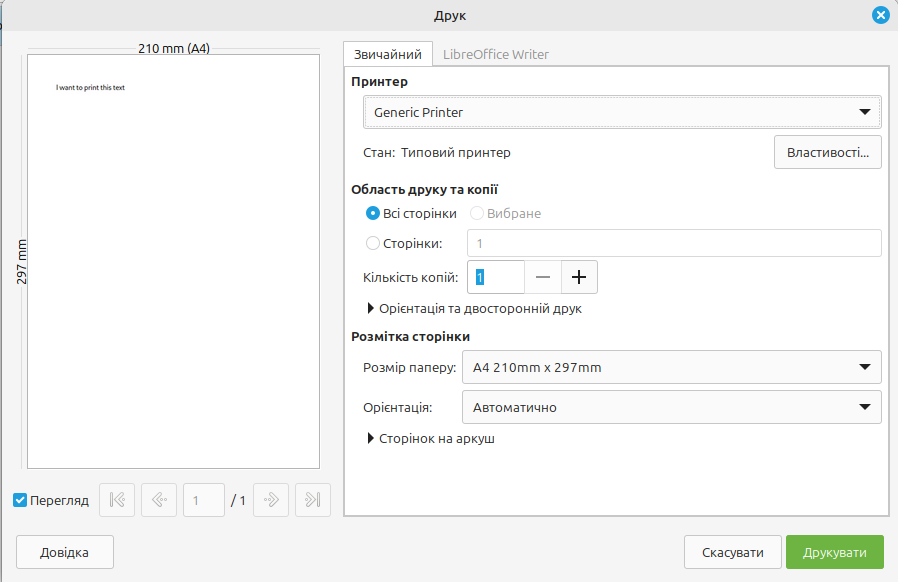 Друк
210 mm (A4)
297 mm
I want to print this text
Перегляд
1
/ 1
Звичайний
LibreOffice Writer
Принтер
Generic Printer
Стан: Типовий принтер
Властивості...
Область друку та копії
Всі сторінки
Вибране
Сторінки:
1
Кількість копій:
1
Орієнтація та двосторонній друк
Розмітка сторінки
Розмір паперу:
A4 210mm x 297mm
Орієнтація:
Автоматично
Сторінок на аркуш
Довідка
Скасувати
Друкувати